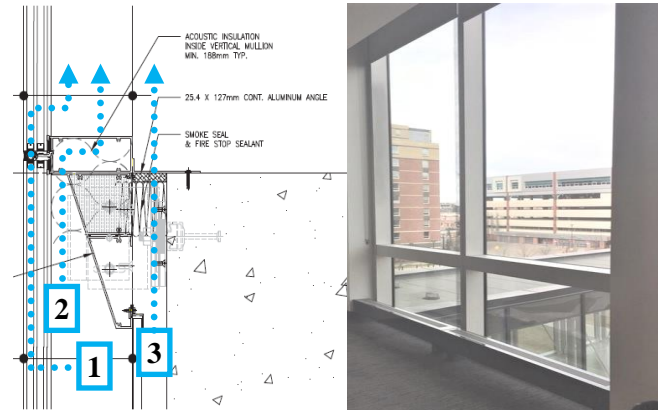 ACOUSTIC INSULATION
INSIDE VERTICAL MULLION
MIN. 188mm TYP.
25.4 X 127mm CONT. ALUMINUM ANGLE
SMOKE SEAL
& FIRE STOP SEALANT
2
1
3